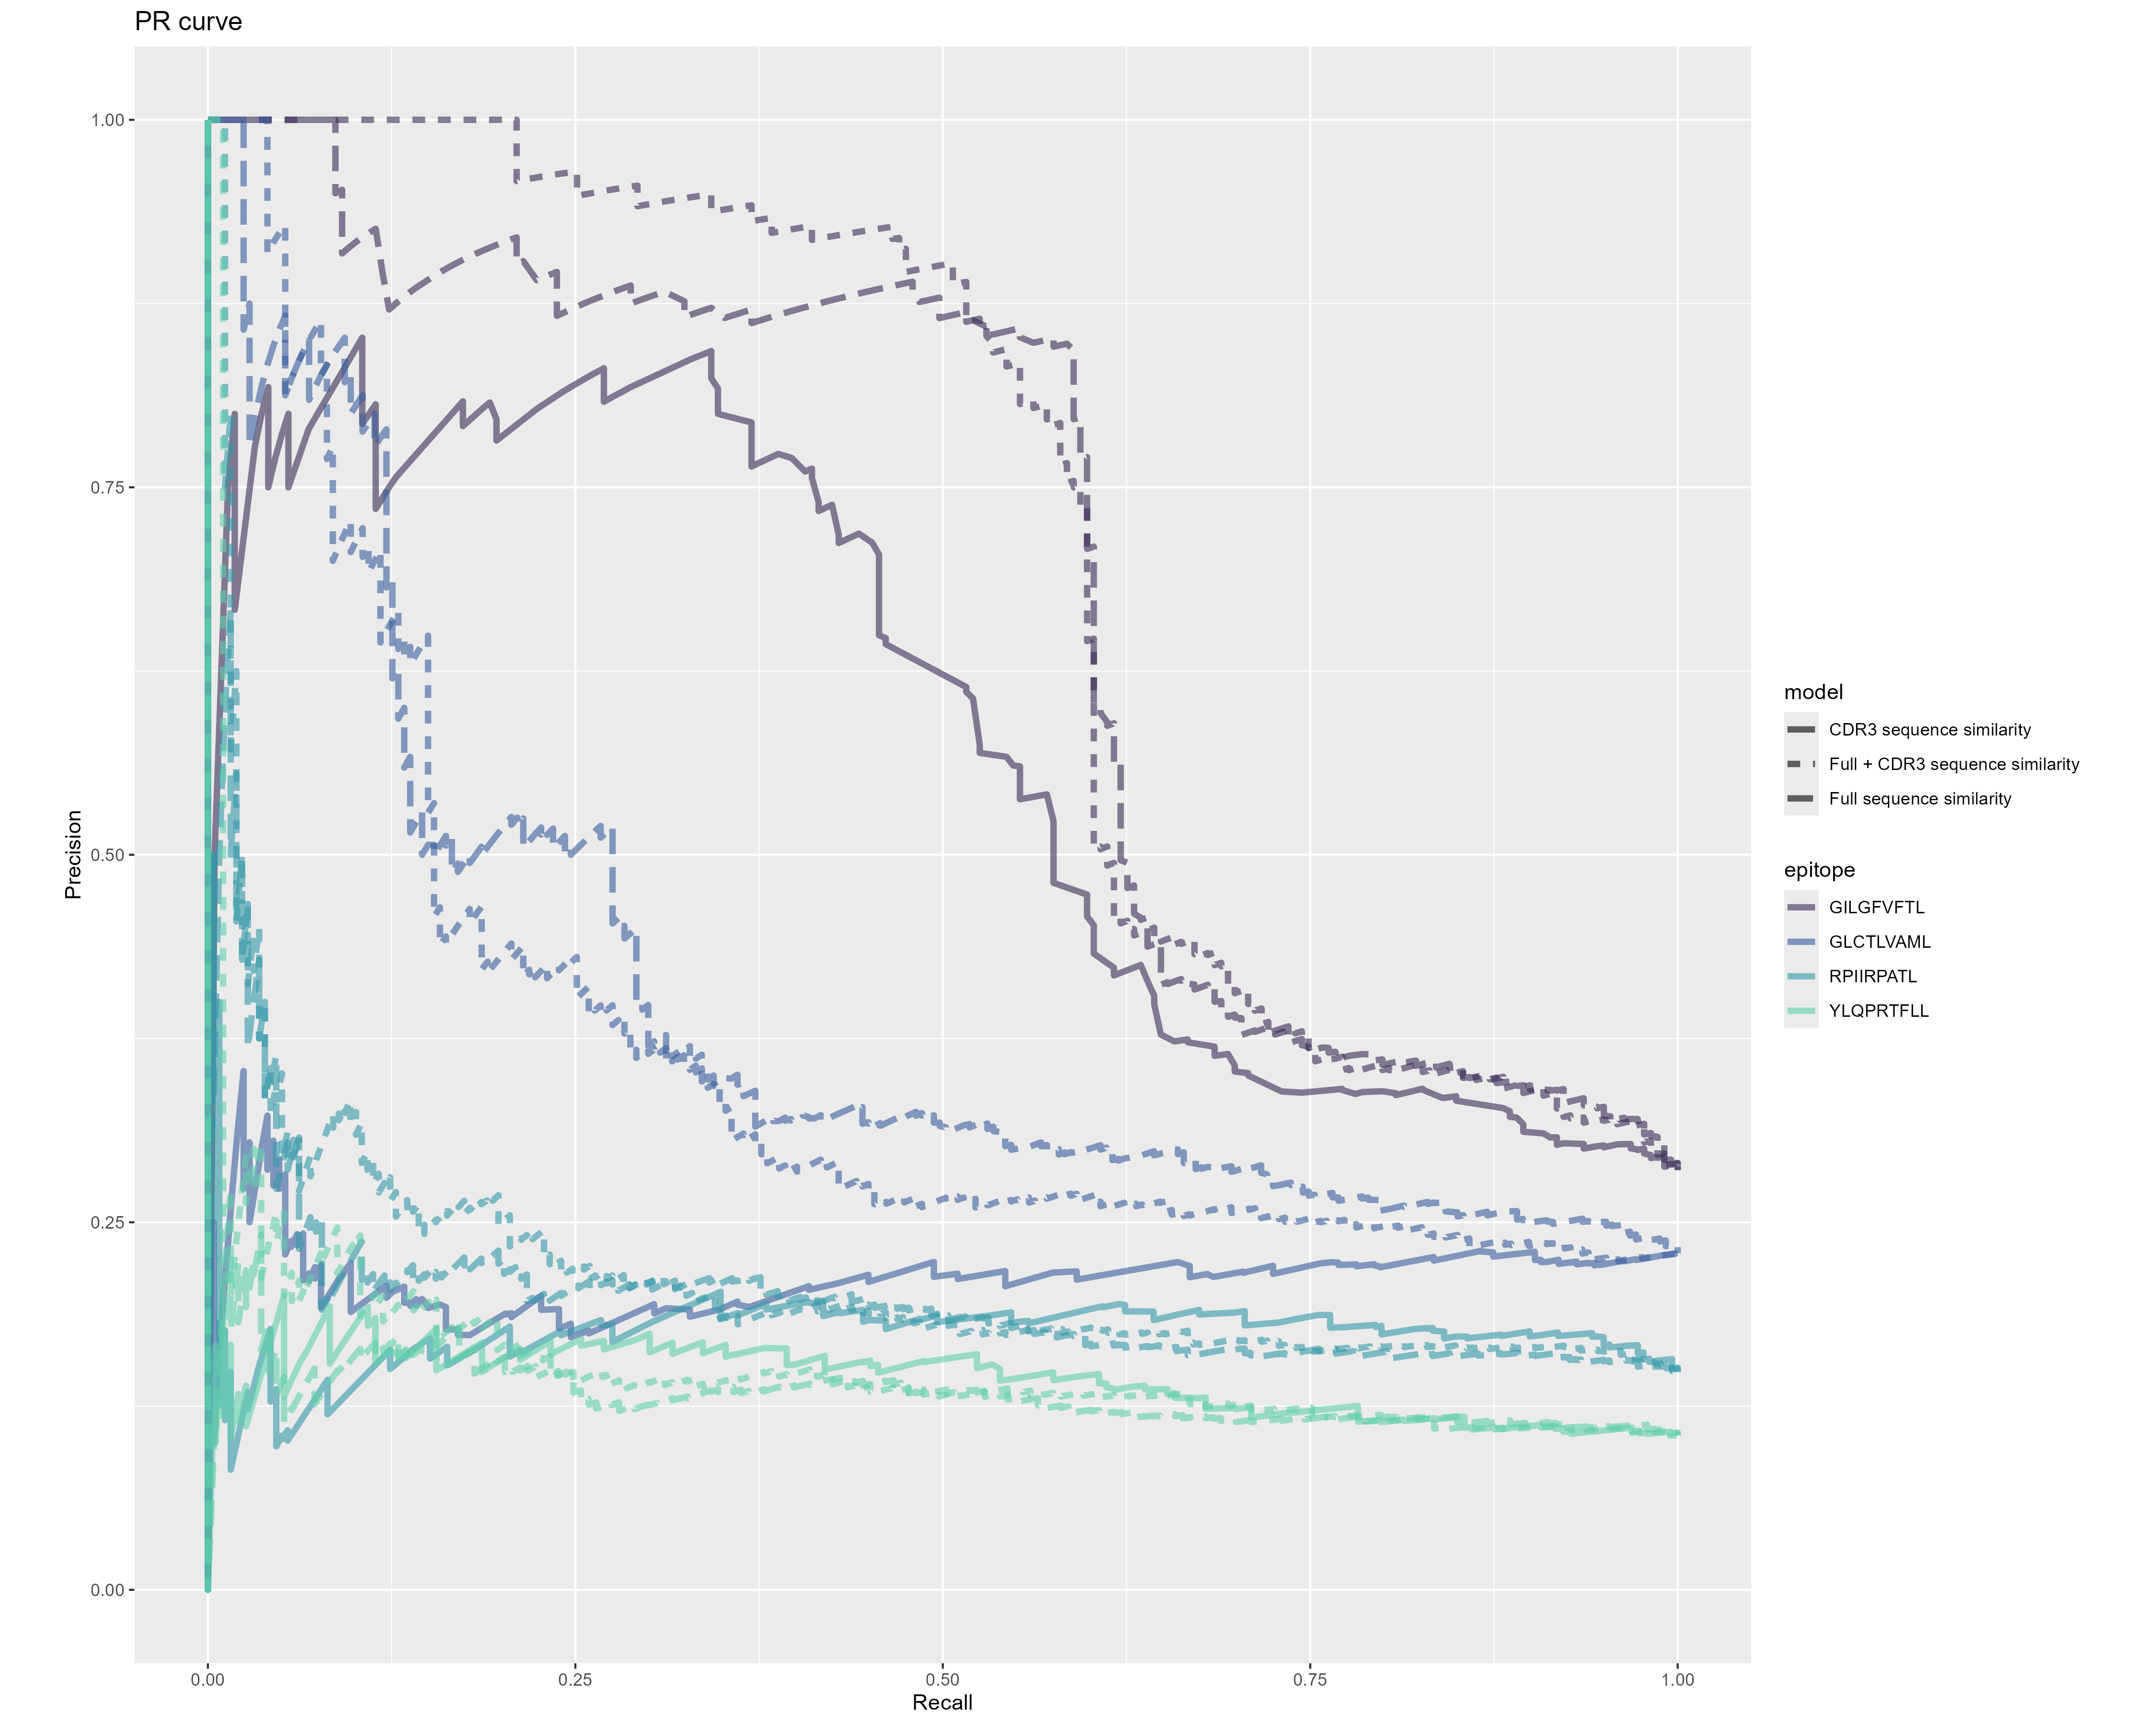 PR curve
1.00
0.75
0.50
0.25
0.00
Precision
0.00 0.25 0.50 0.75 1.00
Recall
model
CDR3 sequence similarity
Full + CDR3 sequence similarity
Full sequence similarity
epitope
GILGFVFTL
GLCTLVAML
RPIIRPATL
YLQPRTFLL